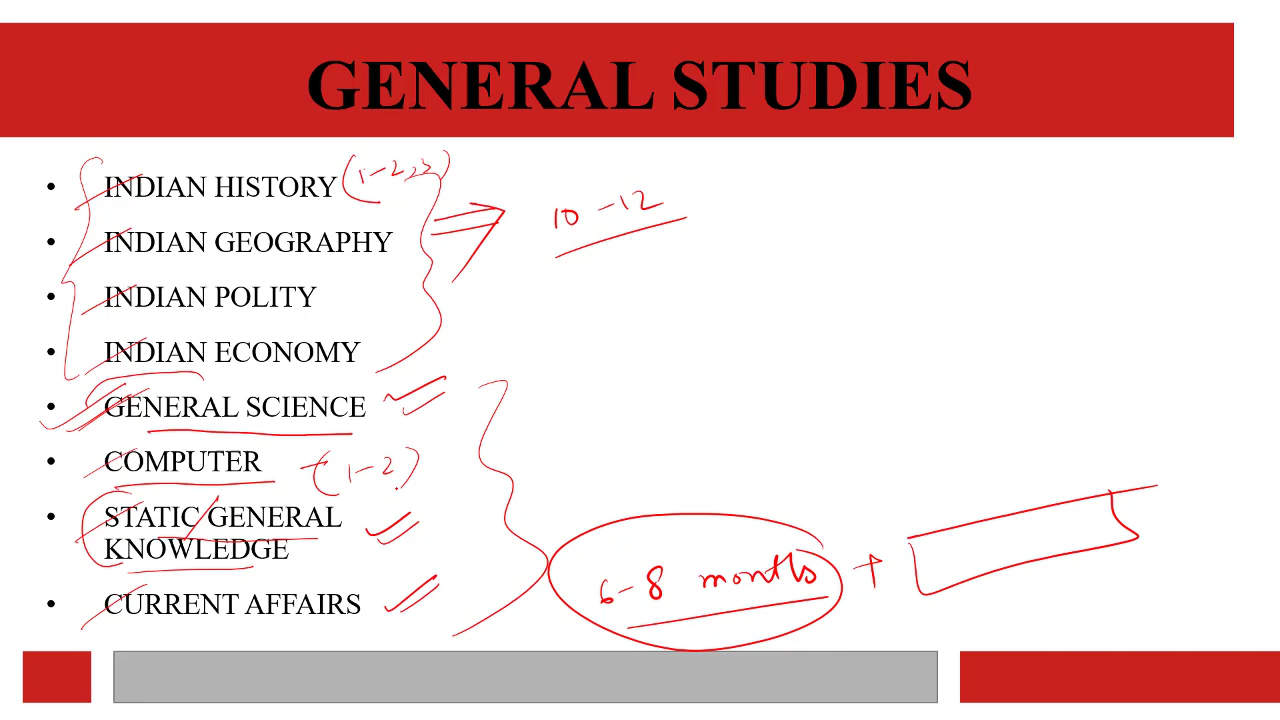 GENERAL STUDIES
• INDIAN HISTORY (1-2,3)
• INDIAN GEOGRAPHY
10-12
• INDIAN POLITY
• INDIAN ECONOMY
• GENERAL SCIENCE
• COMPUTER (1-2)
• STATIC GENERAL
KNOWLEDGE
6-8 months +
• CURRENT AFFAIRS